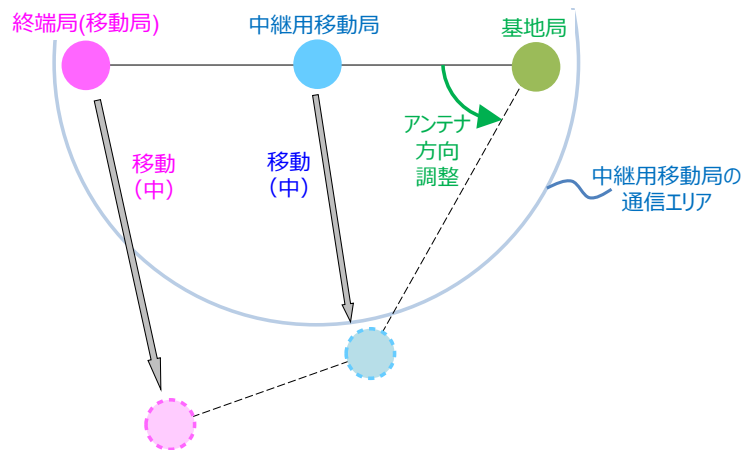 終端局(移動局)
中継用移動局
基地局
アンテナ
方向
調整
移動
（中）
移動
（中）
中継用移動局の
通信エリア